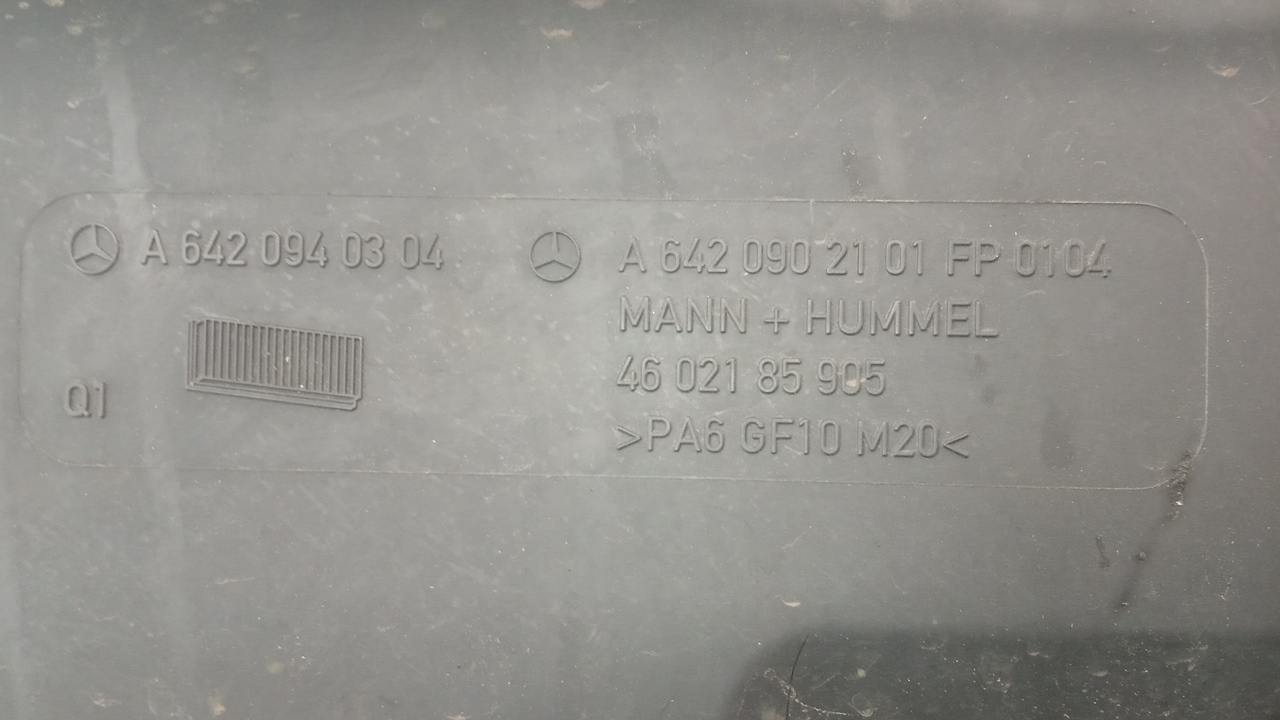 A 642 094 03 04
Q1
A 642 090 21 01 FP 0104
MANN + HUMMEL
46 021 85 905
>PA6 GF10 M20<